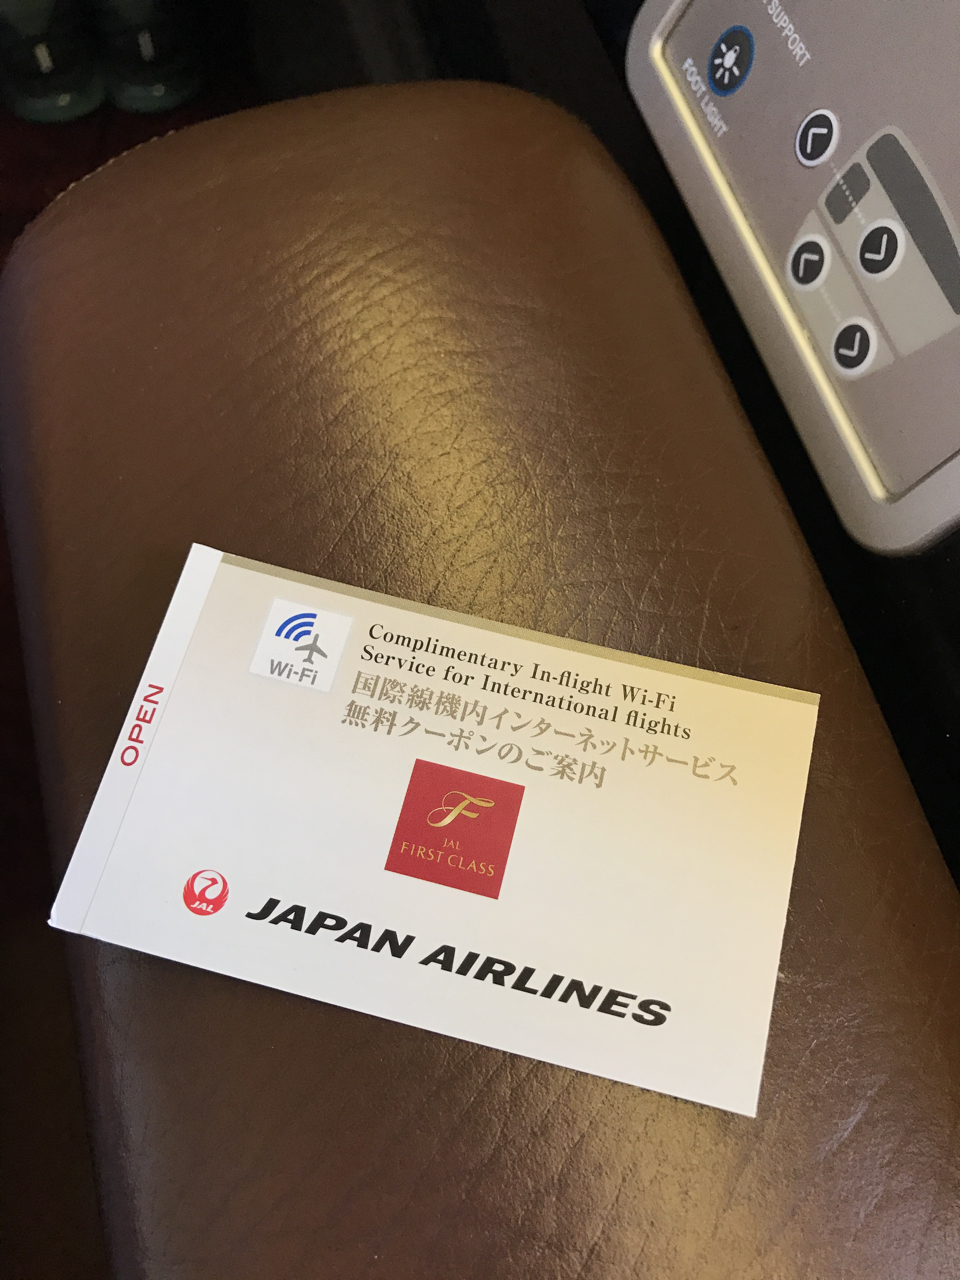 SUPPORT
FOOT LIGHT
Wi-Fi
Complimentary In-flight Wi-Fi
Service for International flights
国際線機内インターネットサービス
無料クーポンのご案内
OPEN
F
JAL
FIRST CLASS
JAL
JAPAN AIRLINES